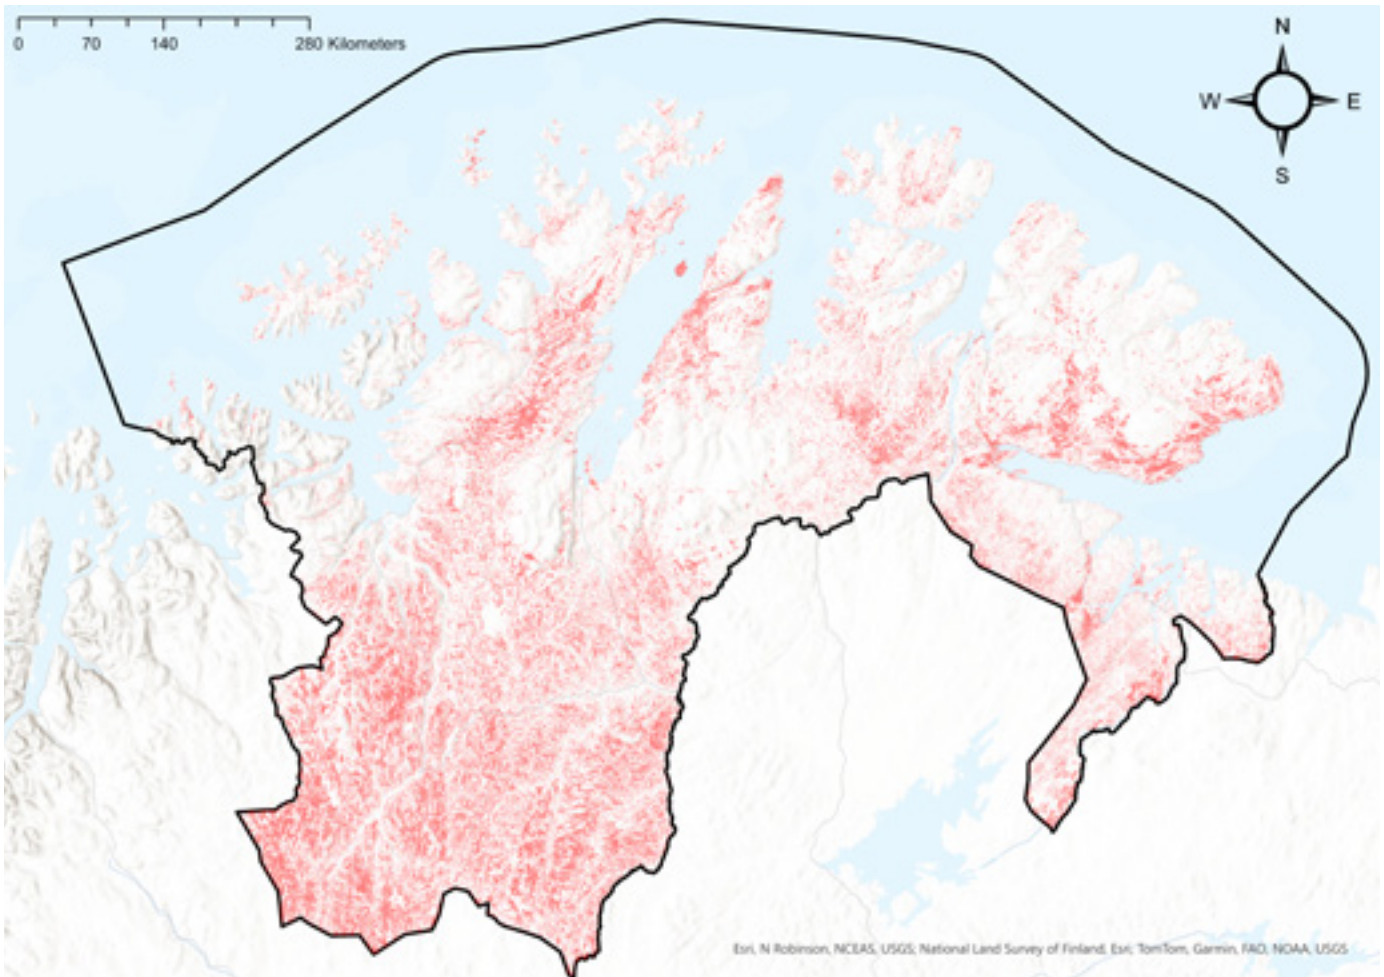 N
0 70 140 280 Kilometers
W E
S
Esri, N Robinson, NCEAS, USGS; National Land Survey of Finland, Esri; TomTom, Garmin, FAO, NOAA, USGS